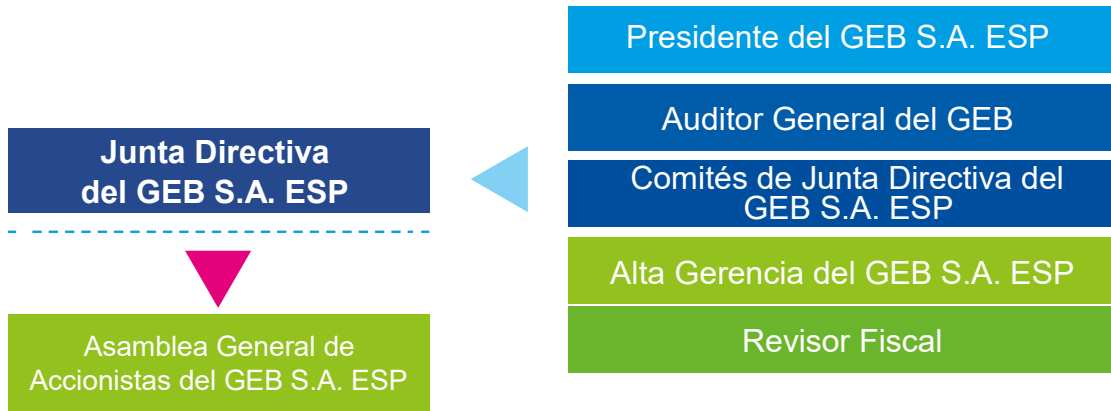 Junta Directiva
del GEB S.A. ESP
Asamblea General de
Accionistas del GEB S.A. ESP
Presidente del GEB S.A. ESP
Auditor General del GEB
Comités de Junta Directiva del
GEB S.A. ESP
Alta Gerencia del GEB S.A. ESP
Revisor Fiscal